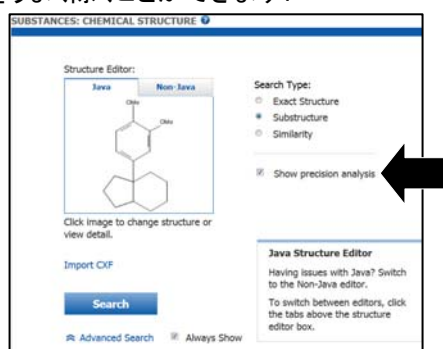 SUBSTANCES: CHEMICAL STRUCTURE ?
Structure Editor:
Java
Non-Java
OMe
OMe
Click image to change structure or
view detail.
Import CXF
Search
Advanced Search
Always Show
Search Type:
Exact Structure
Substructure
Similarity
Show precision analysis
Java Structure Editor
Having issues with Java? Switch
to the Non-Java editor.
To switch between editors, click
the tabs above the structure
editor box.